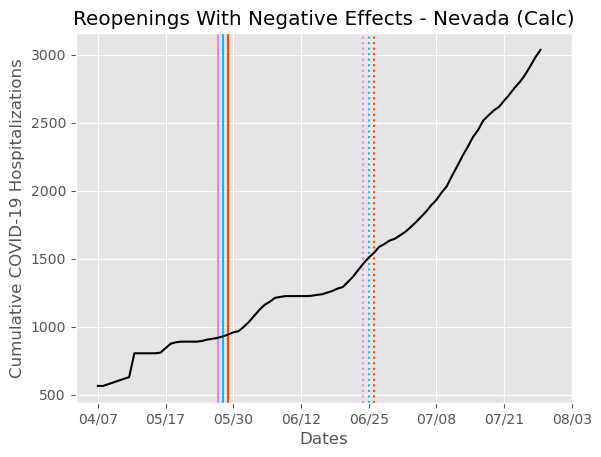 Reopenings With Negative Effects - Nevada (Calc)
Cumulative COVID-19 Hospitalizations
3000
2500
2000
1500
1000
500
04/07 05/17 05/30 06/12 06/25 07/08 07/21 08/03
Dates